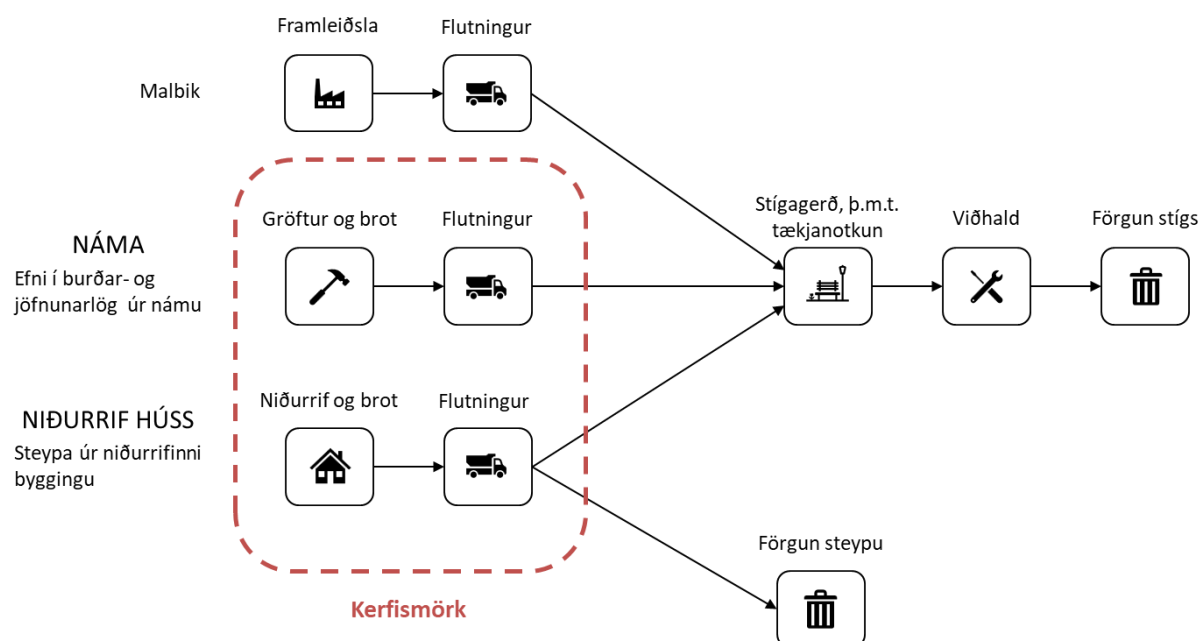 Framleiðsla
Flutningur
Malbik
Gröftur og brot
Flutningur
NÁMA
Efni í burðar- og
jöfnunarlög úr námu
Stígagerð, þ.m.t.
tækjanotkun
Viðhald
Förgun stígs
Niðurrif og brot
Flutningur
NIÐURRIF HÚSS
Steypa úr niðurrifinni
byggingu
Förgun steypu
Kerfismörk